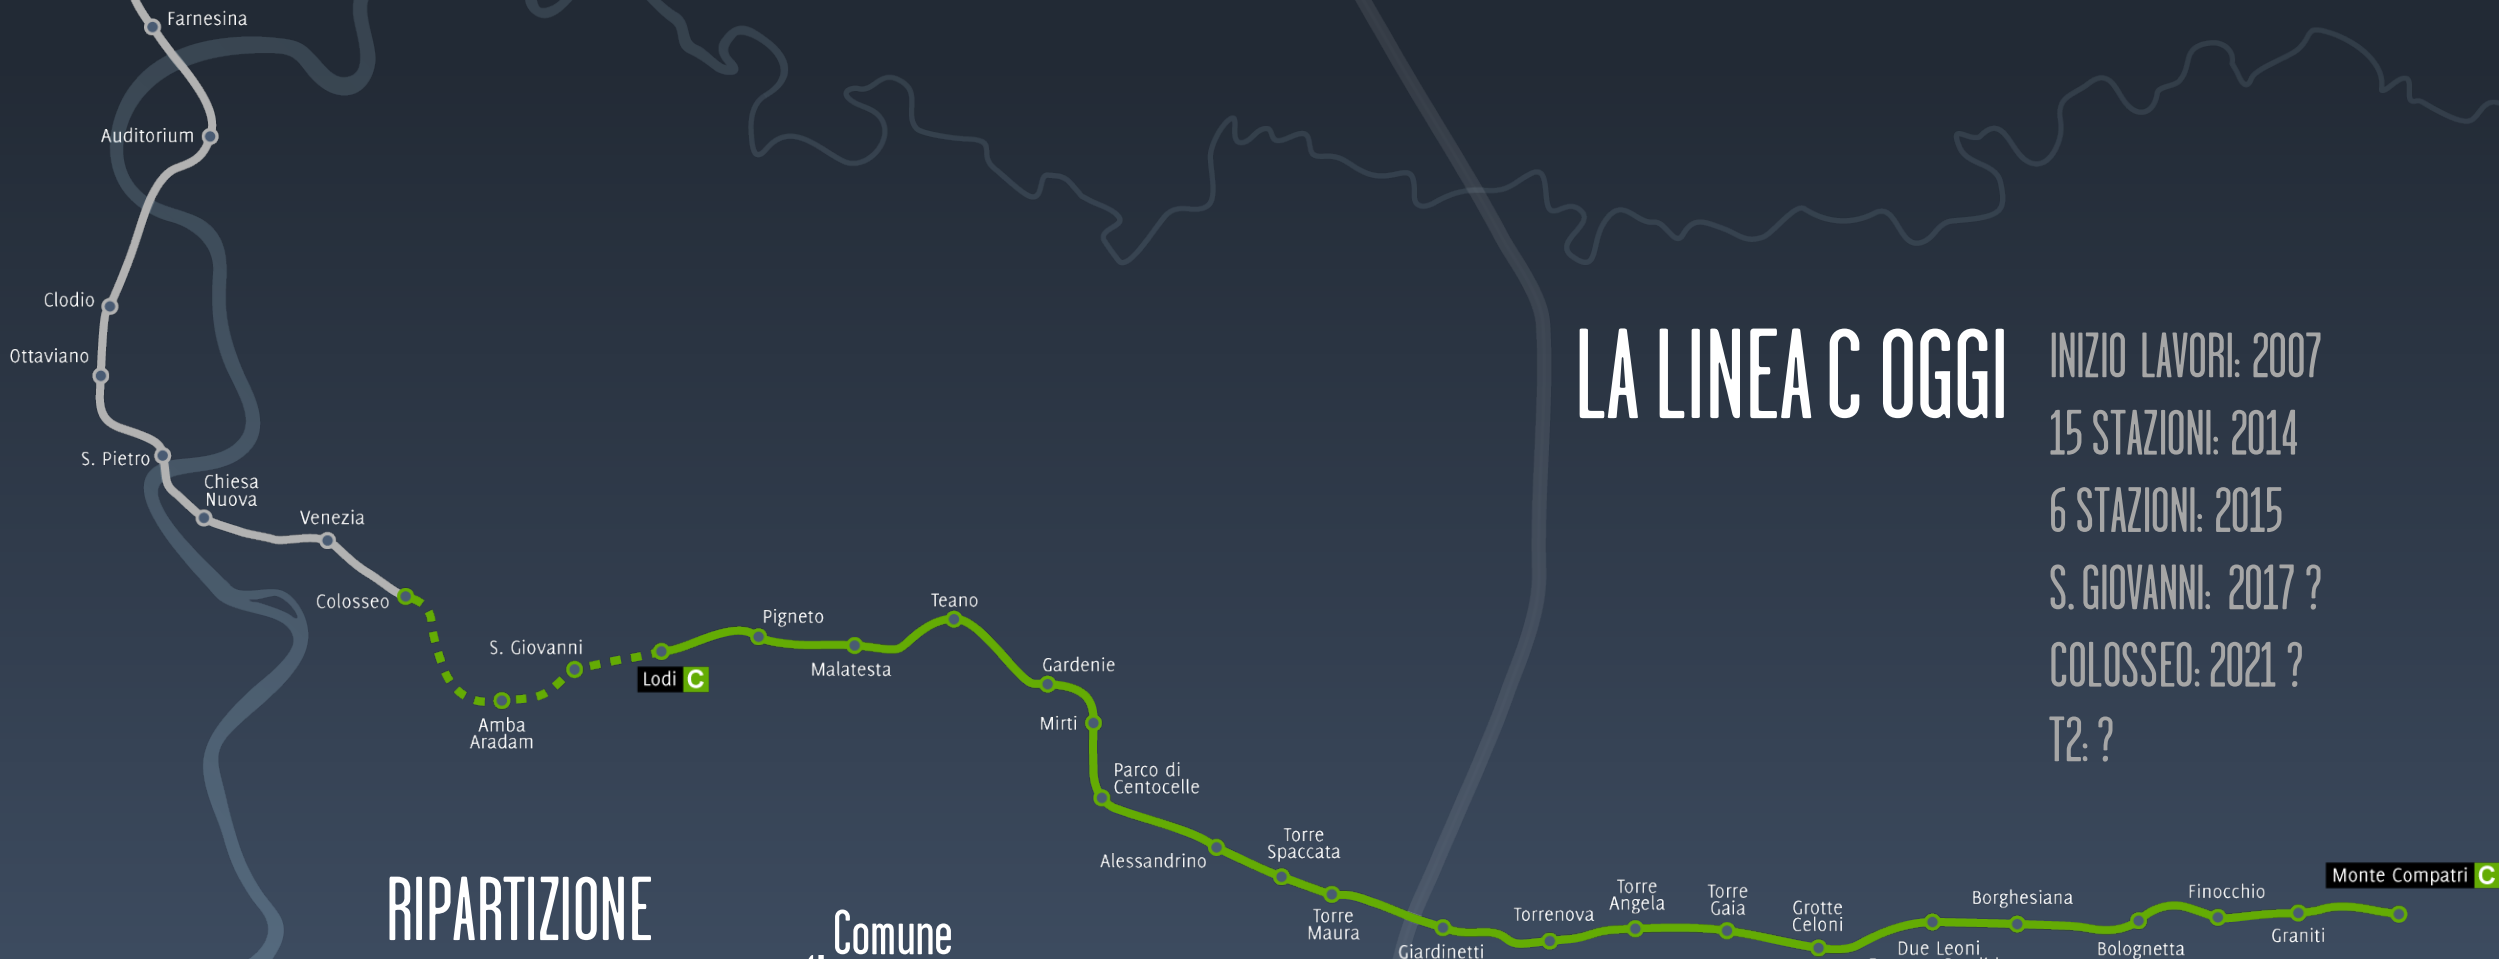 Farnesina
Auditorium
Clodio
Ottaviano
S. Pietro
Chiesa
Nuova
Venezia
Colosseo
S. Giovanni
Amba
Aradam
Lodi C
Pigneto
Malatesta
Teano
Gardenie
Mirti
Parco di
Centocelle
Alessandrino
Torre
Spaccata
Torre
Maura
Giardinetti
Torrenova
Torre
Angela
Torre
Gaia
Grotte
Celoni
Due Leoni
Borghesiana
Bolognetta
Finocchio
Graniti
Monte Compatri C
LA LINEA C OGGI
INIZIO LAVORI: 2007
15 STAZIONI: 2014
6 STAZIONI: 2015
S. GIOVANNI: 2017 ?
COLOSSEO: 2021 ?
T2: ?
RIPARTIZIONE
Comune